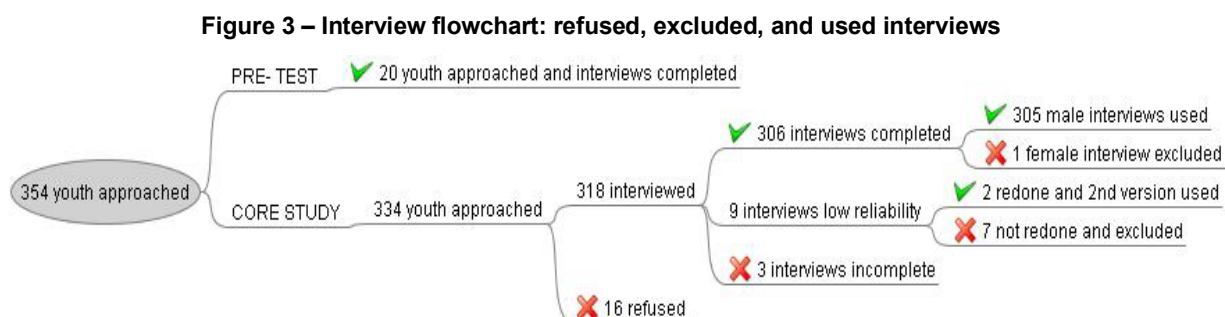 Figure 3 – Interview flowchart: refused, excluded, and used interviews
PRE- TEST
20 youth approached and interviews completed
354 youth approached
CORE STUDY
334 youth approached
318 interviewed
306 interviews completed
305 male interviews used
1 female interview excluded
9 interviews low reliability
2 redone and 2nd version used
7 not redone and excluded
3 interviews incomplete
16 refused